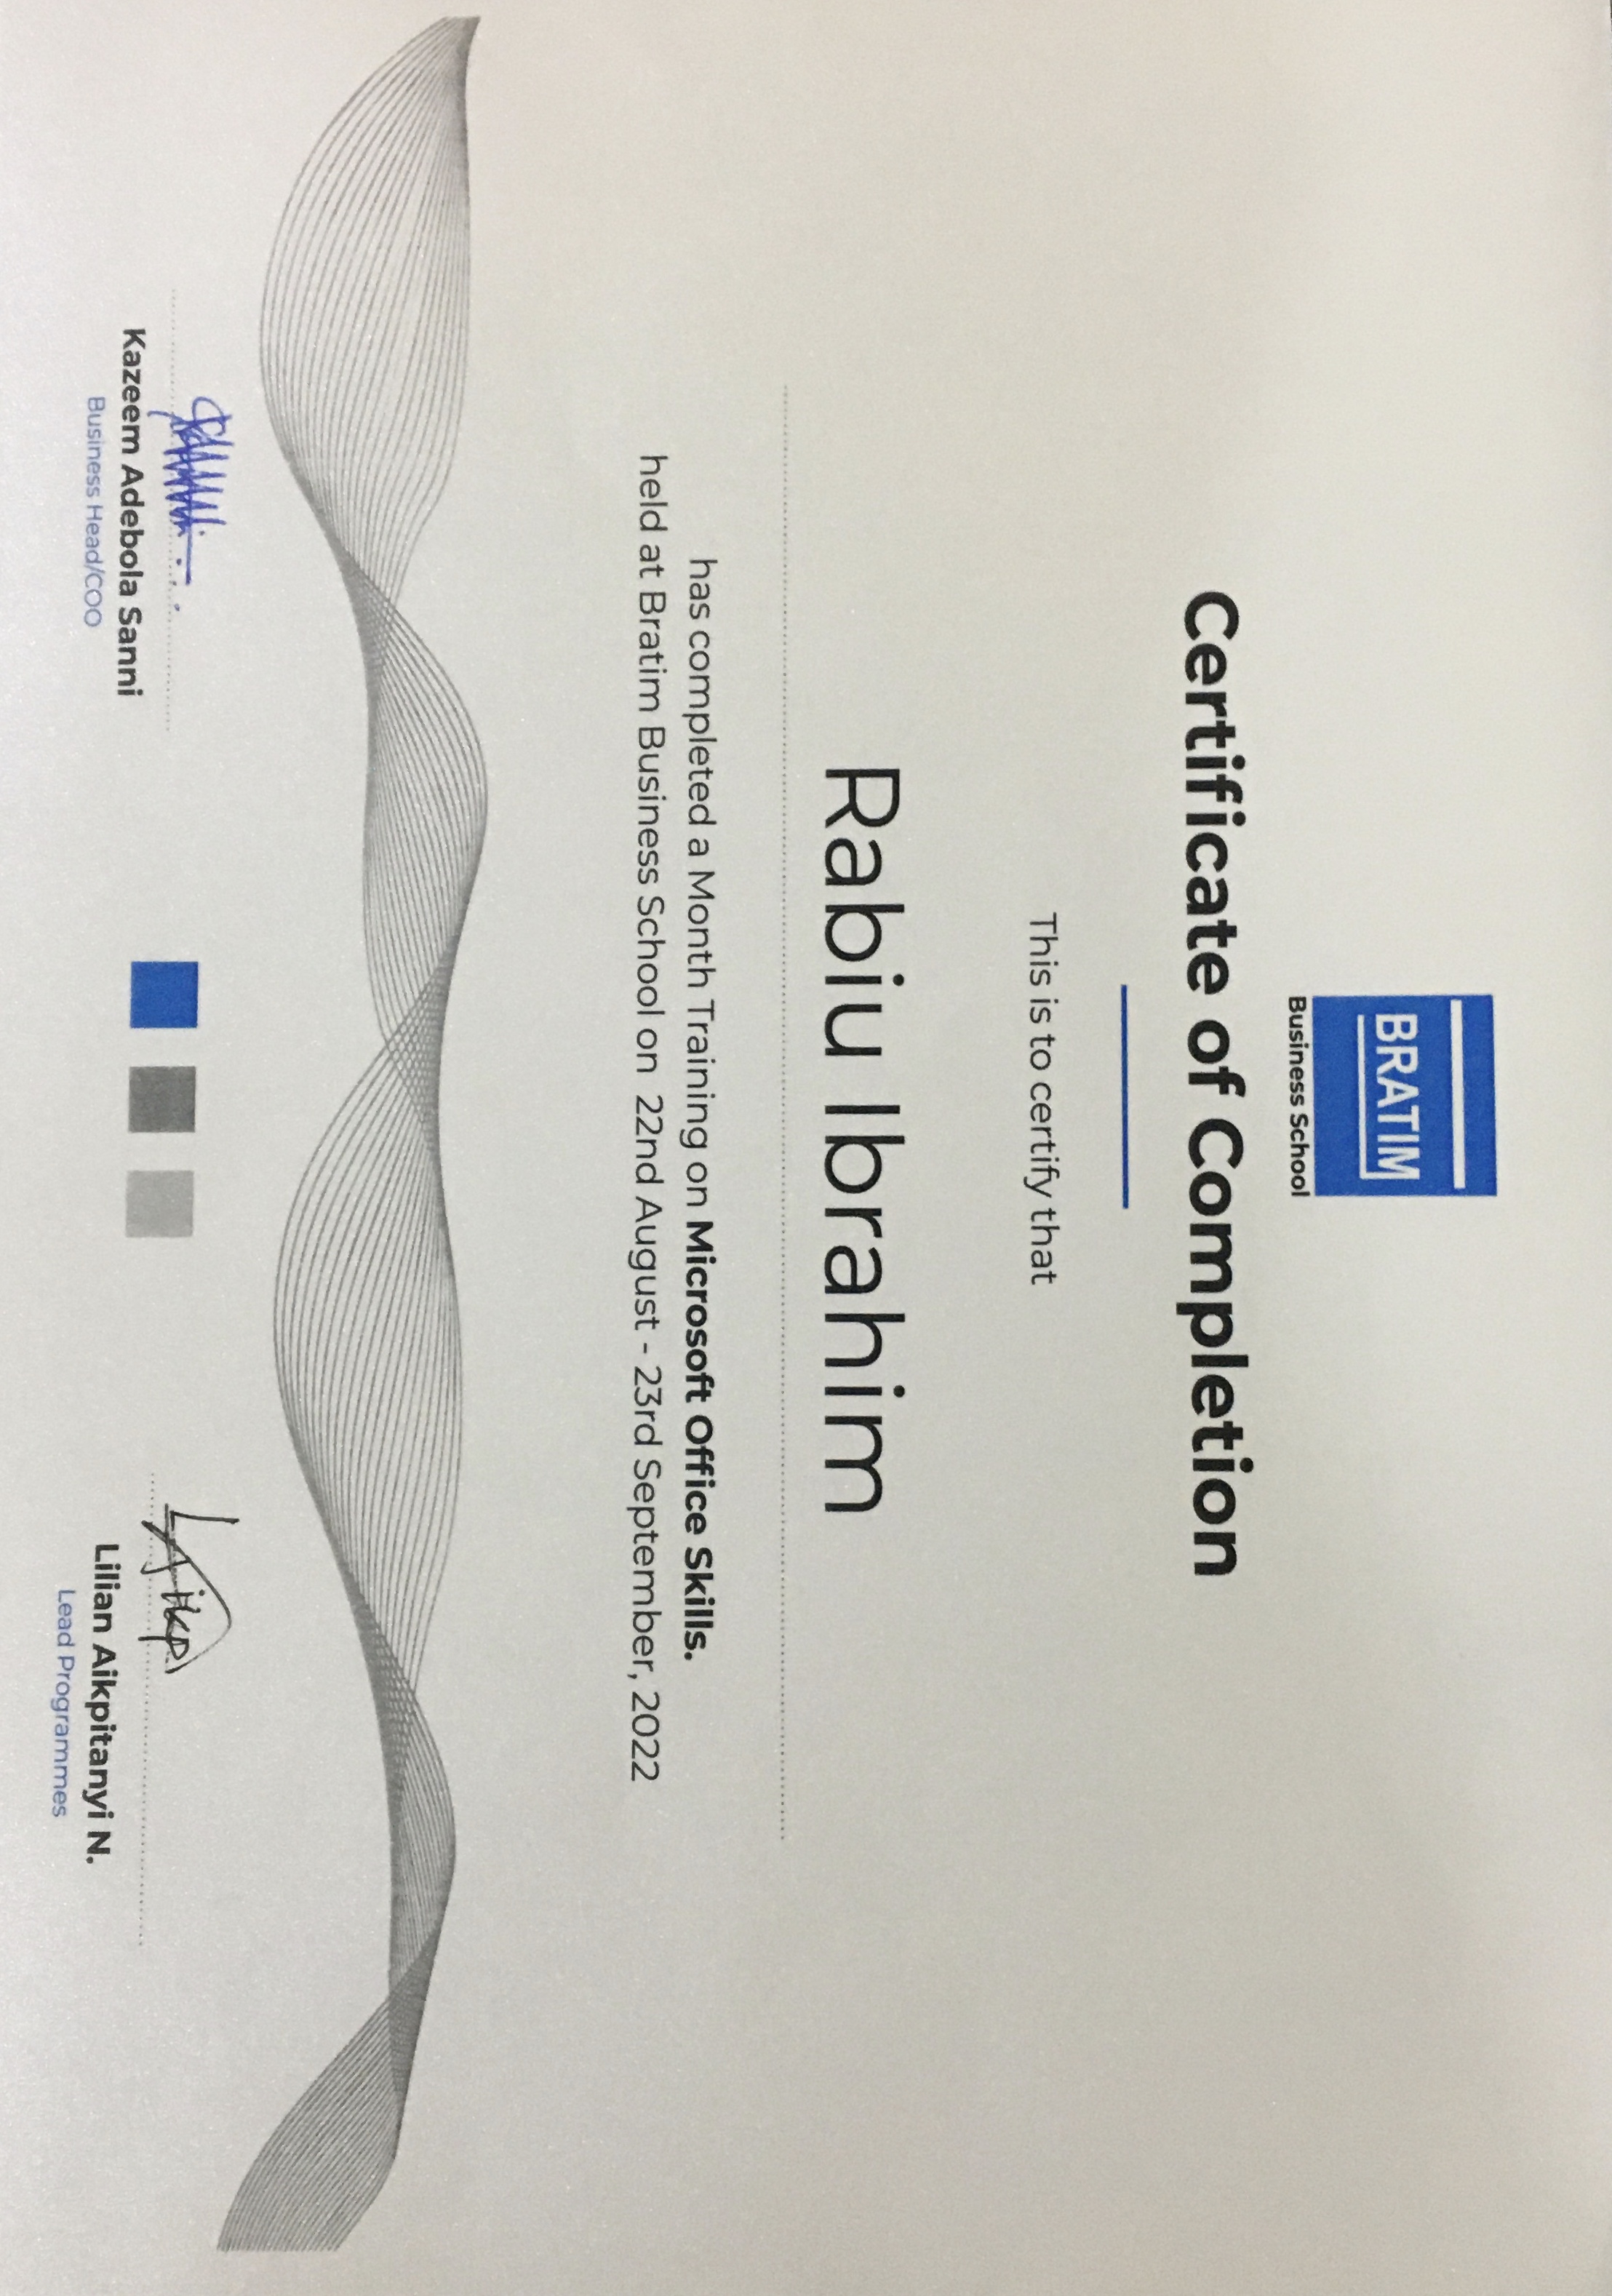 BRATIM
Business School
Certificate of Completion
This is to certify that
Rabiu Ibrahim
has completed a Month Training on Microsoft Office Skills.
held at Bratim Business School on 22nd August - 23rd September, 2022
Kazeem Adebola Sanni
Business Head/COO
Lilian Aikpitanyi N.
Lead Programmes